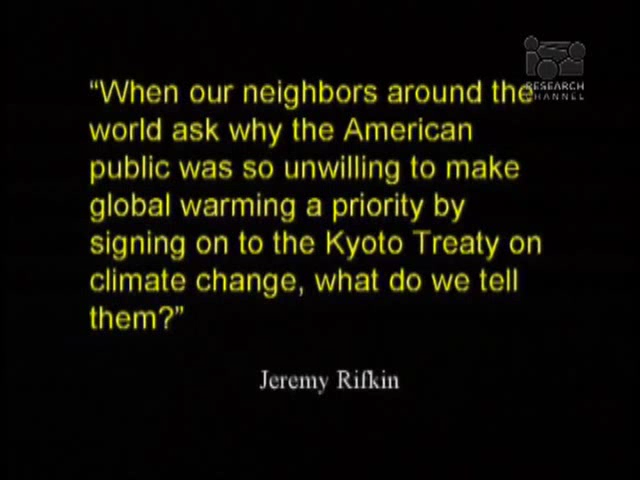 “When our neighbors around the
world ask why the American
public was so unwilling to make
global warming a priority by
signing on to the Kyoto Treaty on
climate change, what do we tell
them?”
Jeremy Rifkin
RESEARCH
CHANNEL